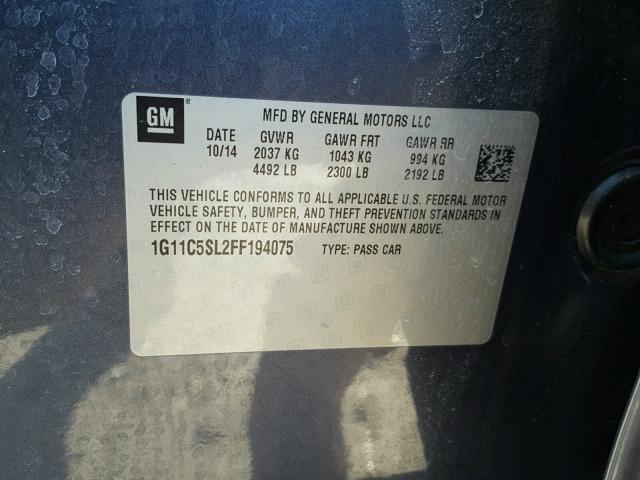 GM ®
MFD BY GENERAL MOTORS LLC
DATE GVWR GAWR FRT GAWR RR
10/14 2037 KG 1043 KG 994 KG
4492 LB 2300 LB 2192 LB
THIS VEHICLE CONFORMS TO ALL APPLICABLE U.S. FEDERAL MOTOR
VEHICLE SAFETY, BUMPER, AND THEFT PREVENTION STANDARDS IN
EFFECT ON THE DATE OF MANUFACTURE SHOWN ABOVE.
1G11C5SL2FF194075 TYPE: PASS CAR